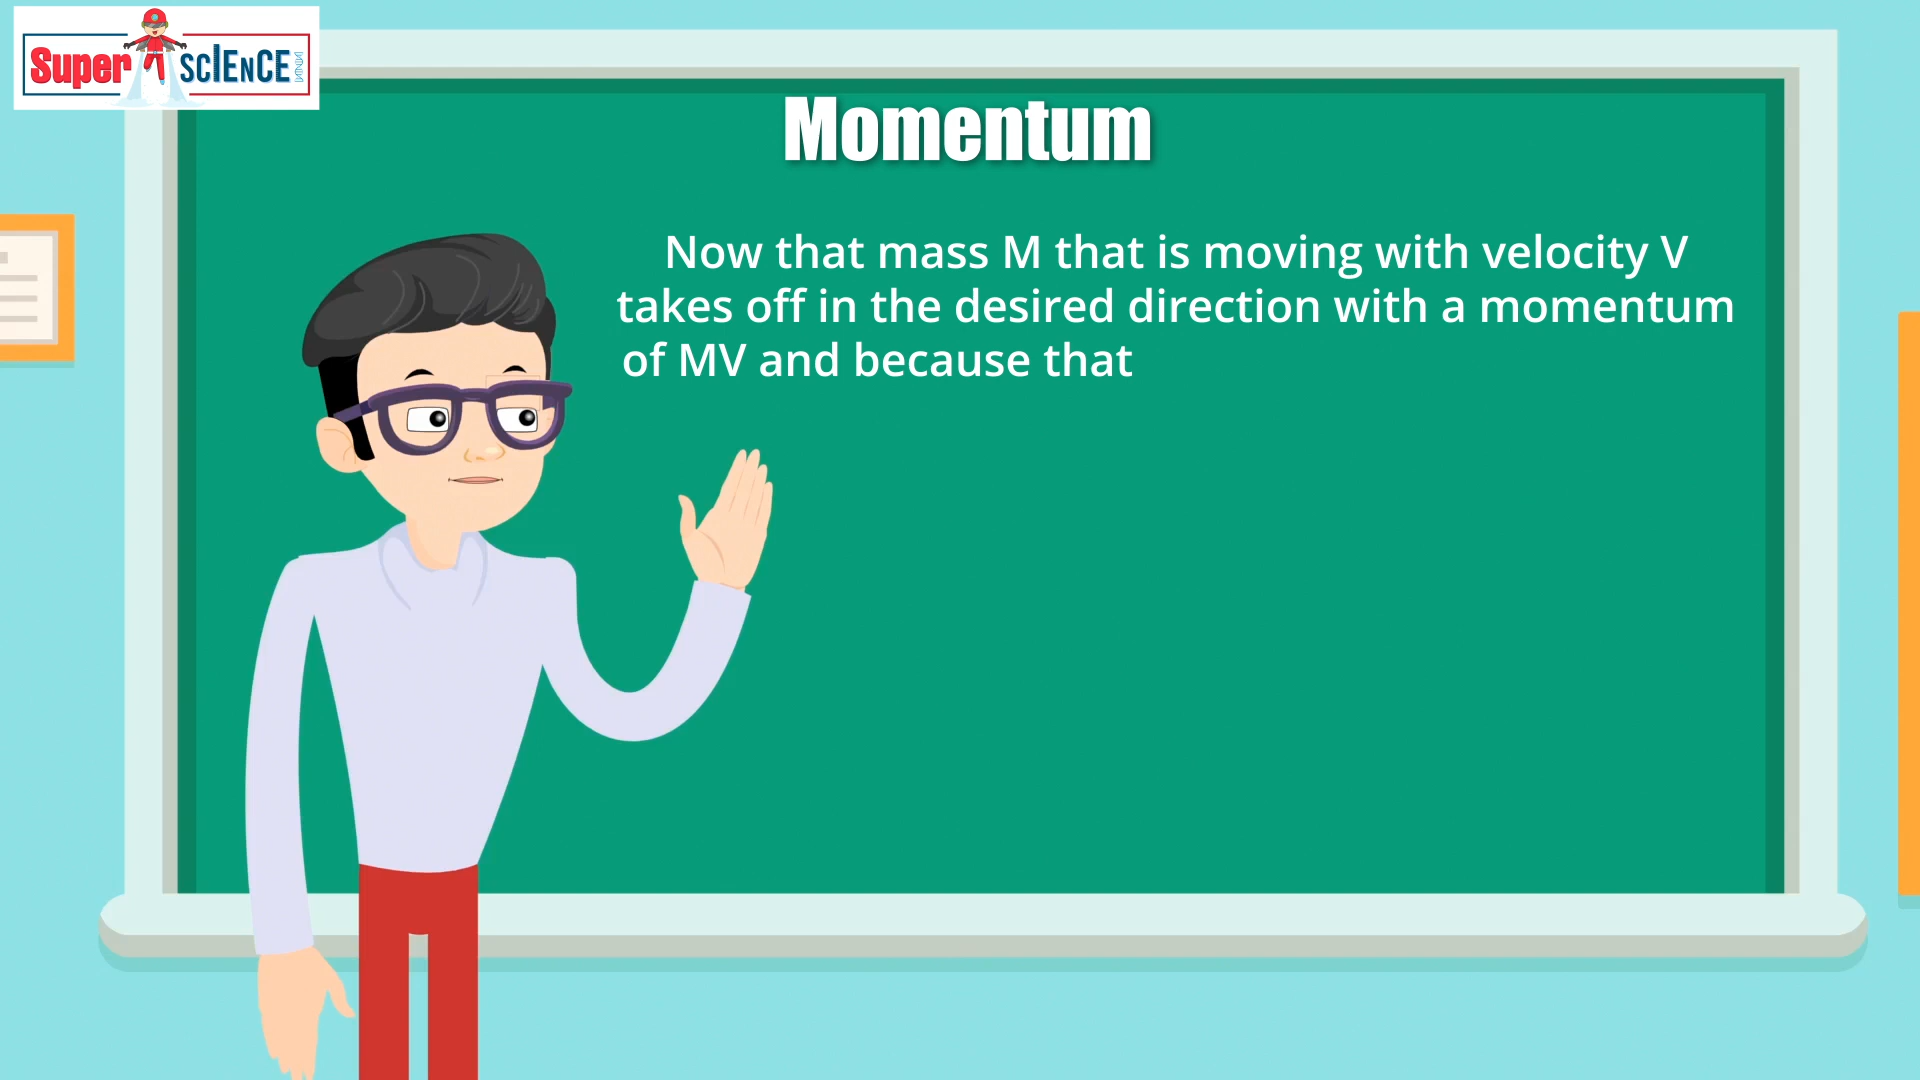 Super SCIENCE
Momentum
Now that mass M that is moving with velocity V
takes off in the desired direction with a momentum
of MV and because that